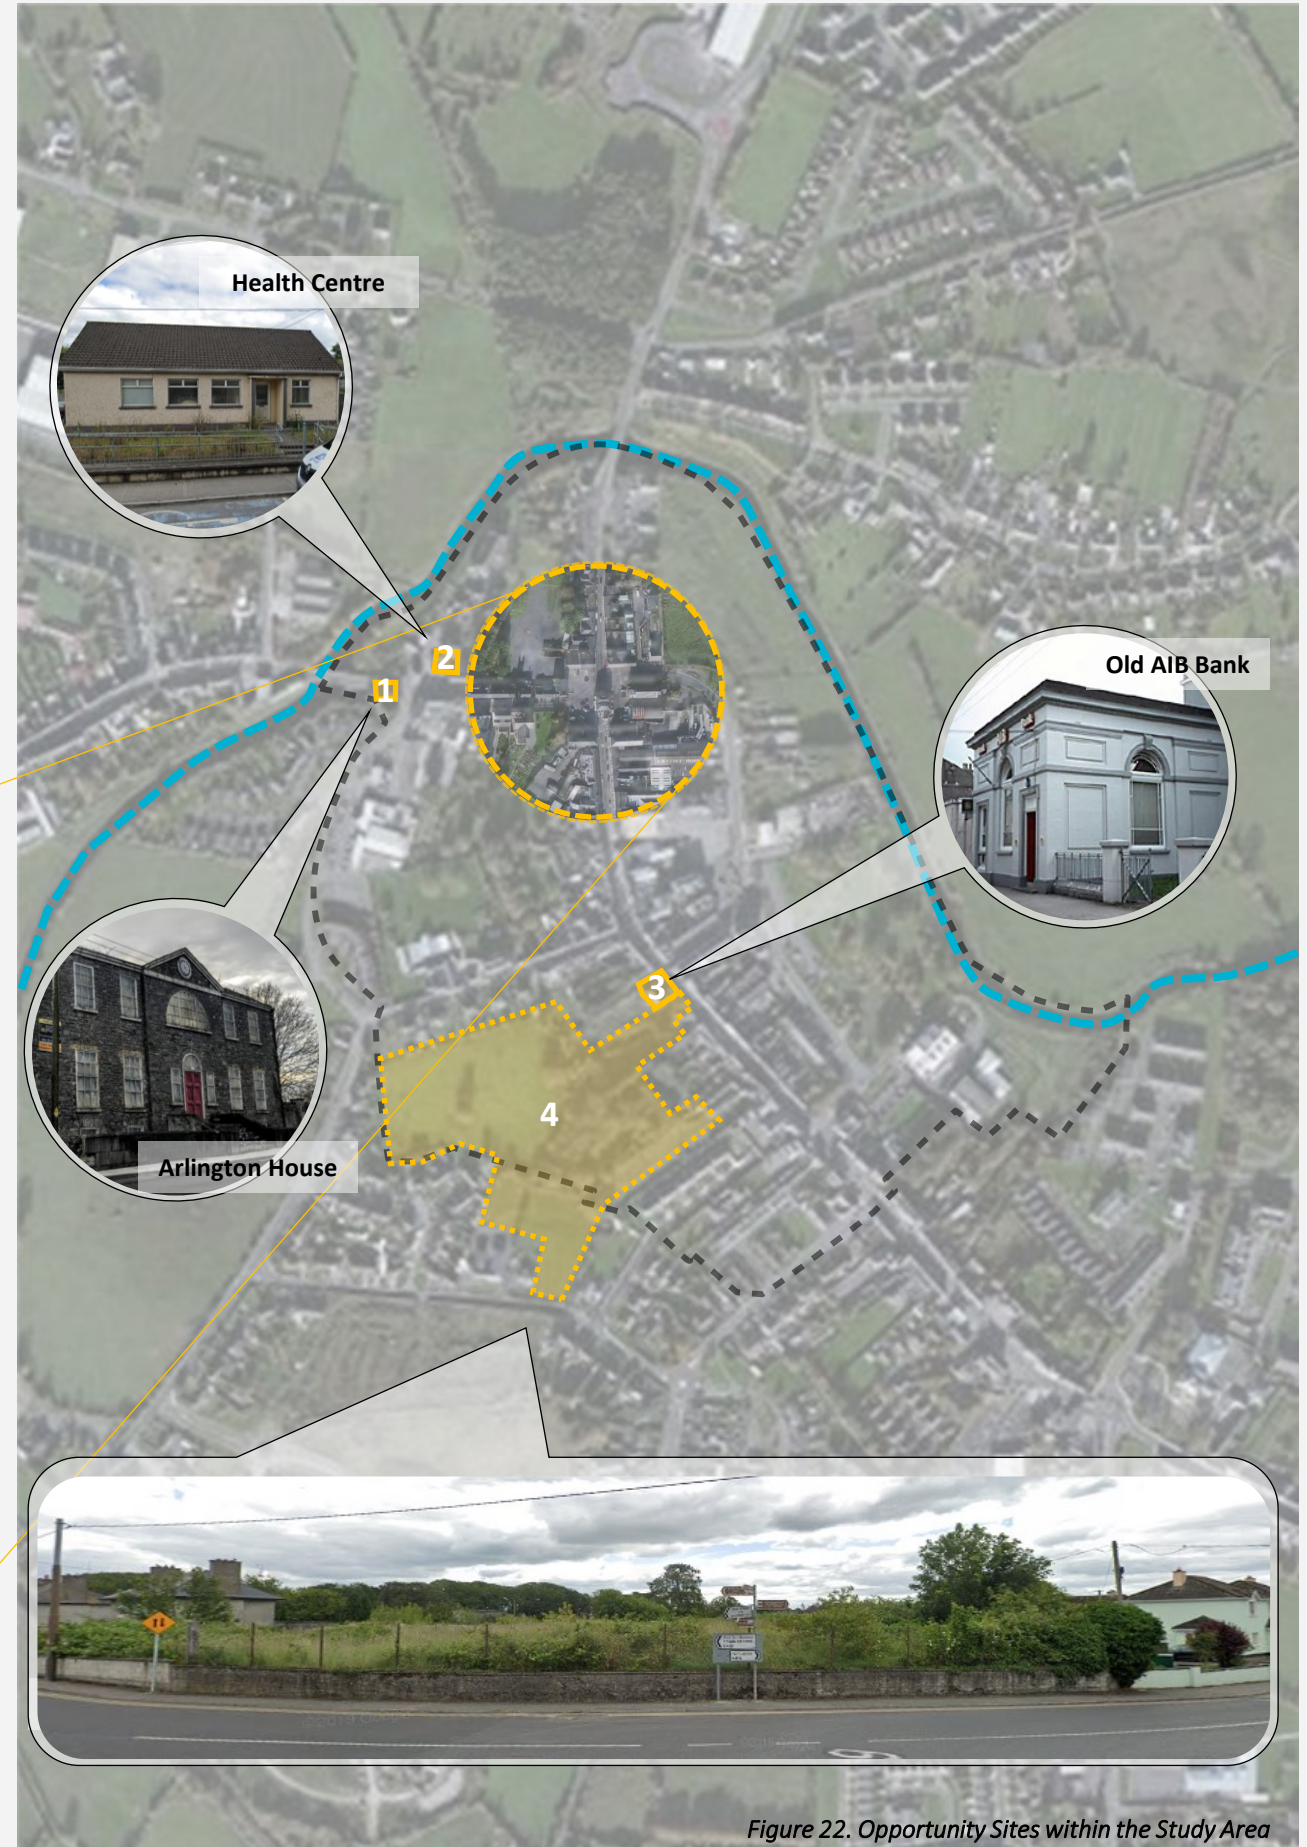 Health Centre
2
Old AIB Bank
1
3
4
Arlington House
Figure 22. Opportunity Sites within the Study Area